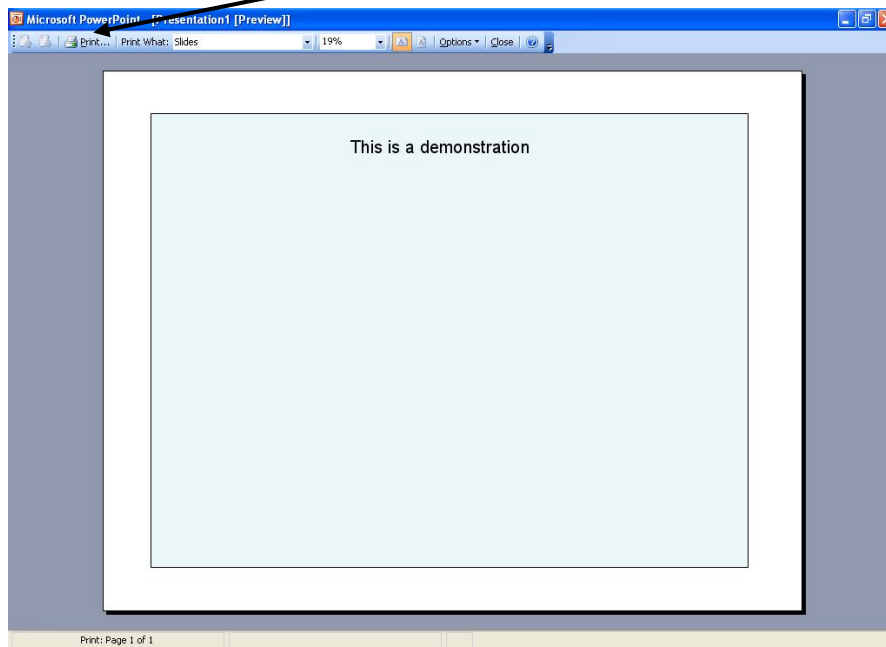 Microsoft PowerPoint - [Presentation1 [Preview]]
Print... Print What: Slides 19% Options Close
This is a demonstration
Print: Page 1 of 1